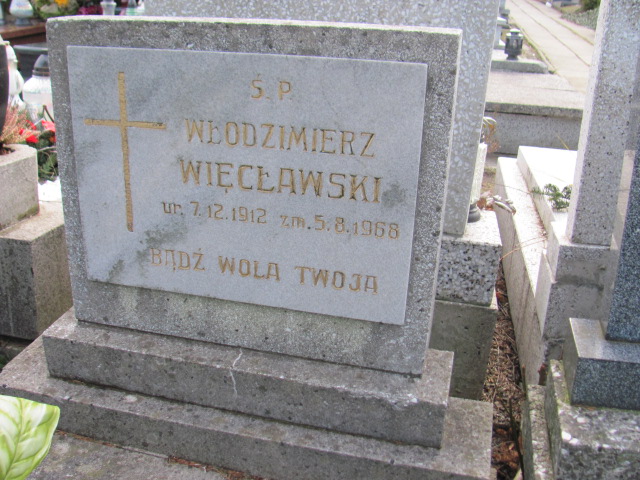 Ś. P
WŁODZIMIERZ
WIĘCŁAWSKI
ur. 7.12.1912 zm. 5.8.1968
BĄDŹ WOLA TWOJA